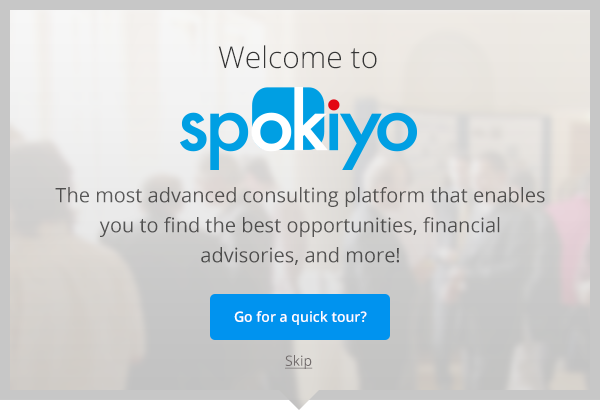 Welcome to
spokiyo
The most advanced consulting platform that enables
you to find the best opportunities, financial
advisories, and more!
Go for a quick tour?
Skip